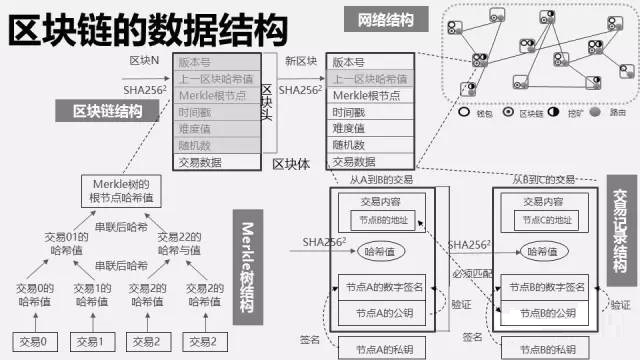 区块链的数据结构
网络结构
钱包
区块链
挖矿
路由
区块N
SHA256²
版本号
上一区块哈希值
Merkle根节点
时间戳
难度值
随机数
交易数据
区块头
区块体
新区块
SHA256²
版本号
上一区块哈希值
Merkle根节点
时间戳
难度值
随机数
交易数据
区块链结构
Merkle树的
根节点哈希值
串联后哈希
交易01的
哈希值
交易22的
哈希与值
串联后哈希
交易0的
哈希值
交易1的
哈希值
交易2的
哈希值
交易2的
哈希值
交易0
交易1
交易2
交易2
Merkle树结构
从A到B的交易
交易内容
节点B的地址
SHA256²
哈希值
节点A的数字签名
节点A的公钥
签名
验证
节点A的私钥
从B到C的交易
交易内容
节点C的地址
SHA256²
哈希值
必须匹配
节点B的数字签名
节点B的公钥
签名
验证
节点B的私钥
交易记录结构